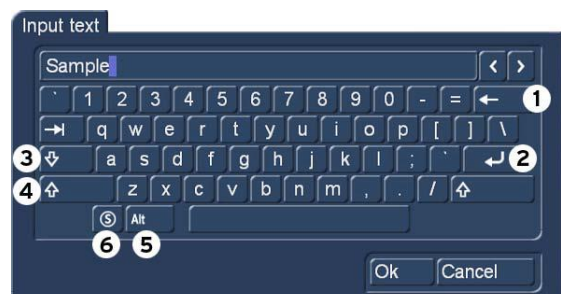 Input text
Sample < >
` 1 2 3 4 5 6 7 8 9 0 - = ← 1
q w e r t y u i o p [ ] \
3 a s d f g h j k l ; ` 2
4 z x c v b n m , . /
S Alt
6 5
Ok Cancel